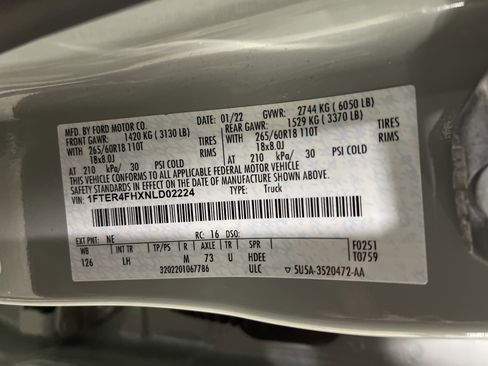 MFD. BY FORD MOTOR CO. DATE: 01/22 GVWR: 2744 KG (6050 LB)
FRONT GAWR: REAR GAWR: 1529 KG (3370 LB)
1420 KG (3130 LB) WITH
WITH TIRES 265/60R18 110T TIRES
265/60R18 110T RIMS 18x8.0J RIMS
18x8.0J AT 210 kPa/ 30 PSI COLD
AT 210 kPa/ 30 PSI COLD
THIS VEHICLE CONFORMS TO ALL APPLICABLE FEDERAL MOTOR VEHICLE
SAFETY STANDARDS IN EFFECT ON THE DATE OF MANUFACTURE SHOWN ABOVE.
VIN: 1FTER4FHXNLD02224 TYPE: Truck
EXT PNT: NE RC: 16 DSO: F0251
WB INT TR TP/PS R AXLE TR SPR T0759
126 LH M 73 U HDEE
3202201067786 ULC 5U5A-3520472-AA